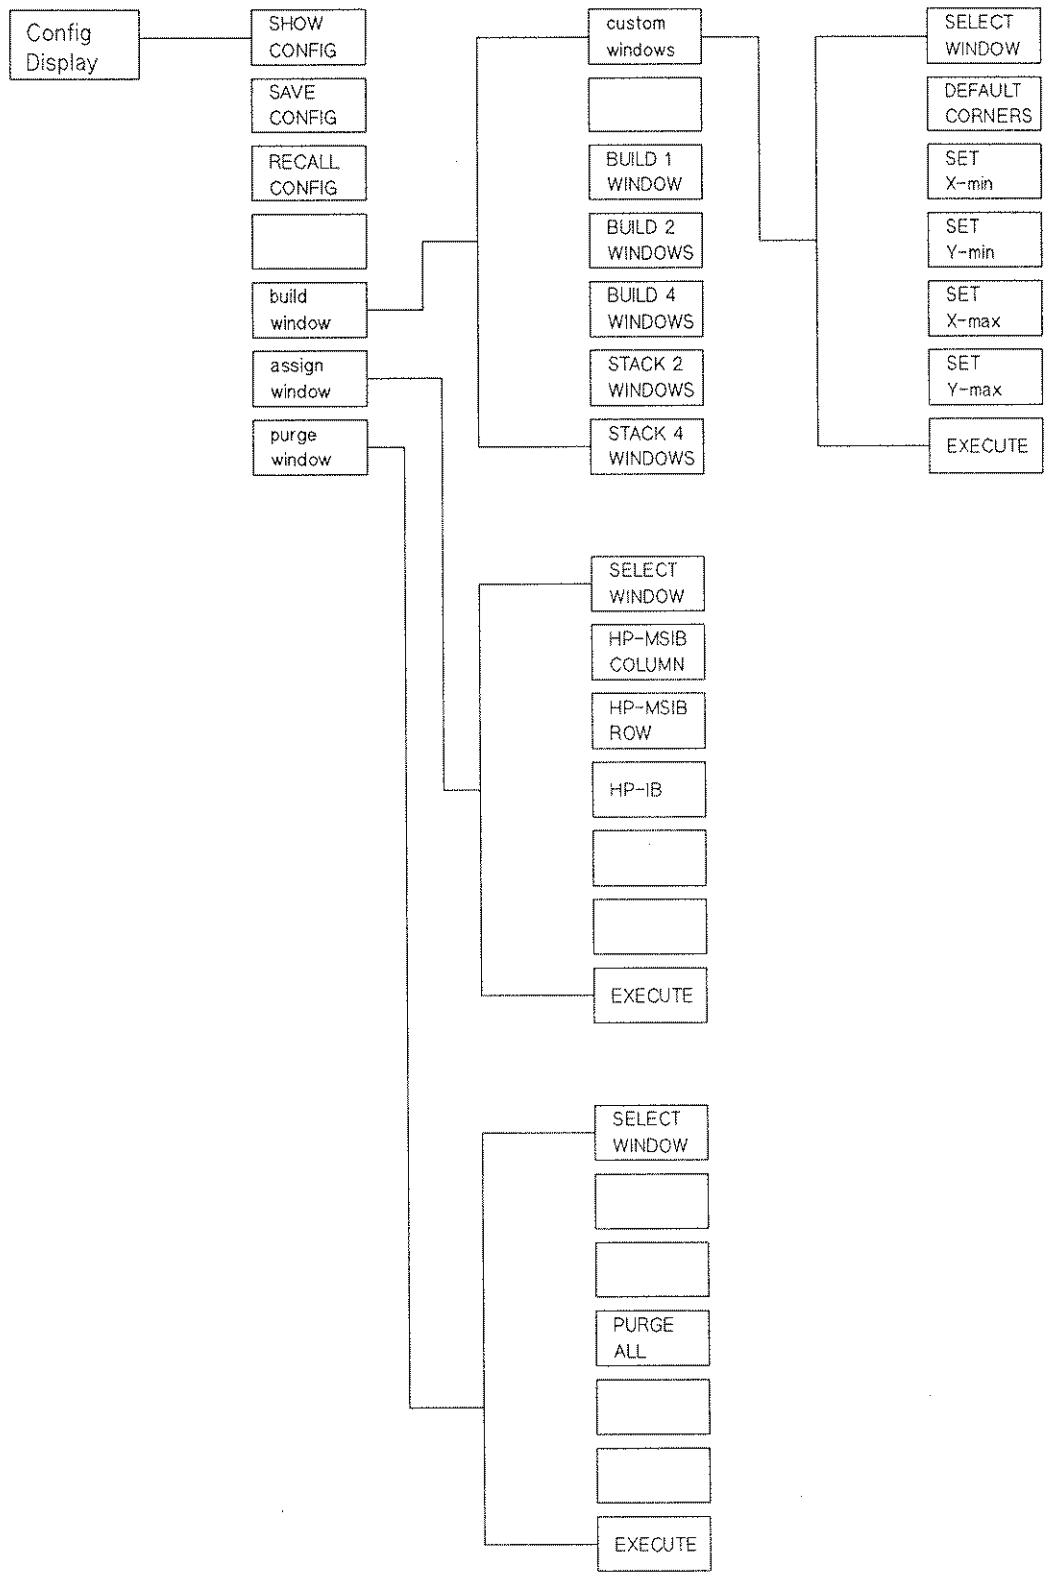 Config
Display
SHOW
CONFIG
SAVE
CONFIG
RECALL
CONFIG
build
window
assign
window
purge
window
custom
windows
BUILD 1
WINDOW
BUILD 2
WINDOWS
BUILD 4
WINDOWS
STACK 2
WINDOWS
STACK 4
WINDOWS
SELECT
WINDOW
DEFAULT
CORNERS
SET
X-min
SET
Y-min
SET
X-max
SET
Y-max
EXECUTE
SELECT
WINDOW
HP-MSIB
COLUMN
HP-MSIB
ROW
HP-IB
EXECUTE
SELECT
WINDOW
PURGE
ALL
EXECUTE